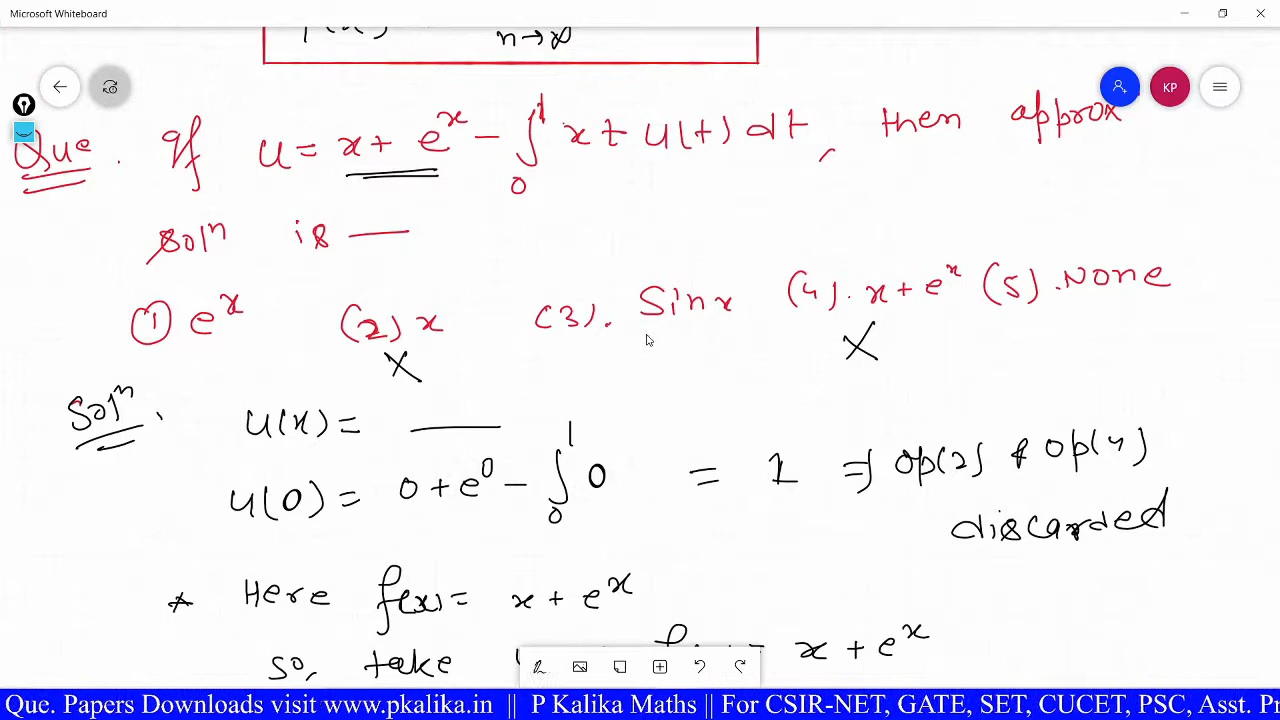 Microsoft Whiteboard
n→∞
KP
Que. If u = x + e^x − ∫_0^1 x t u(t) dt, then approx
solⁿ is —
① e^x (2) x (3). Sin x (4). x + e^x (5). None
X X
Solⁿ.
u(x) = —
u(0) = 0 + e^0 − ∫_0^1 0 = 1 ⇒ op(2) & op(4)
discarded
* Here f(x) = x + e^x
so, take x + e^x
Que. Papers Downloads visit www.pkalika.in || P Kalika Maths || For CSIR-NET, GATE, SET, CUCET, PSC, Asst. Pr